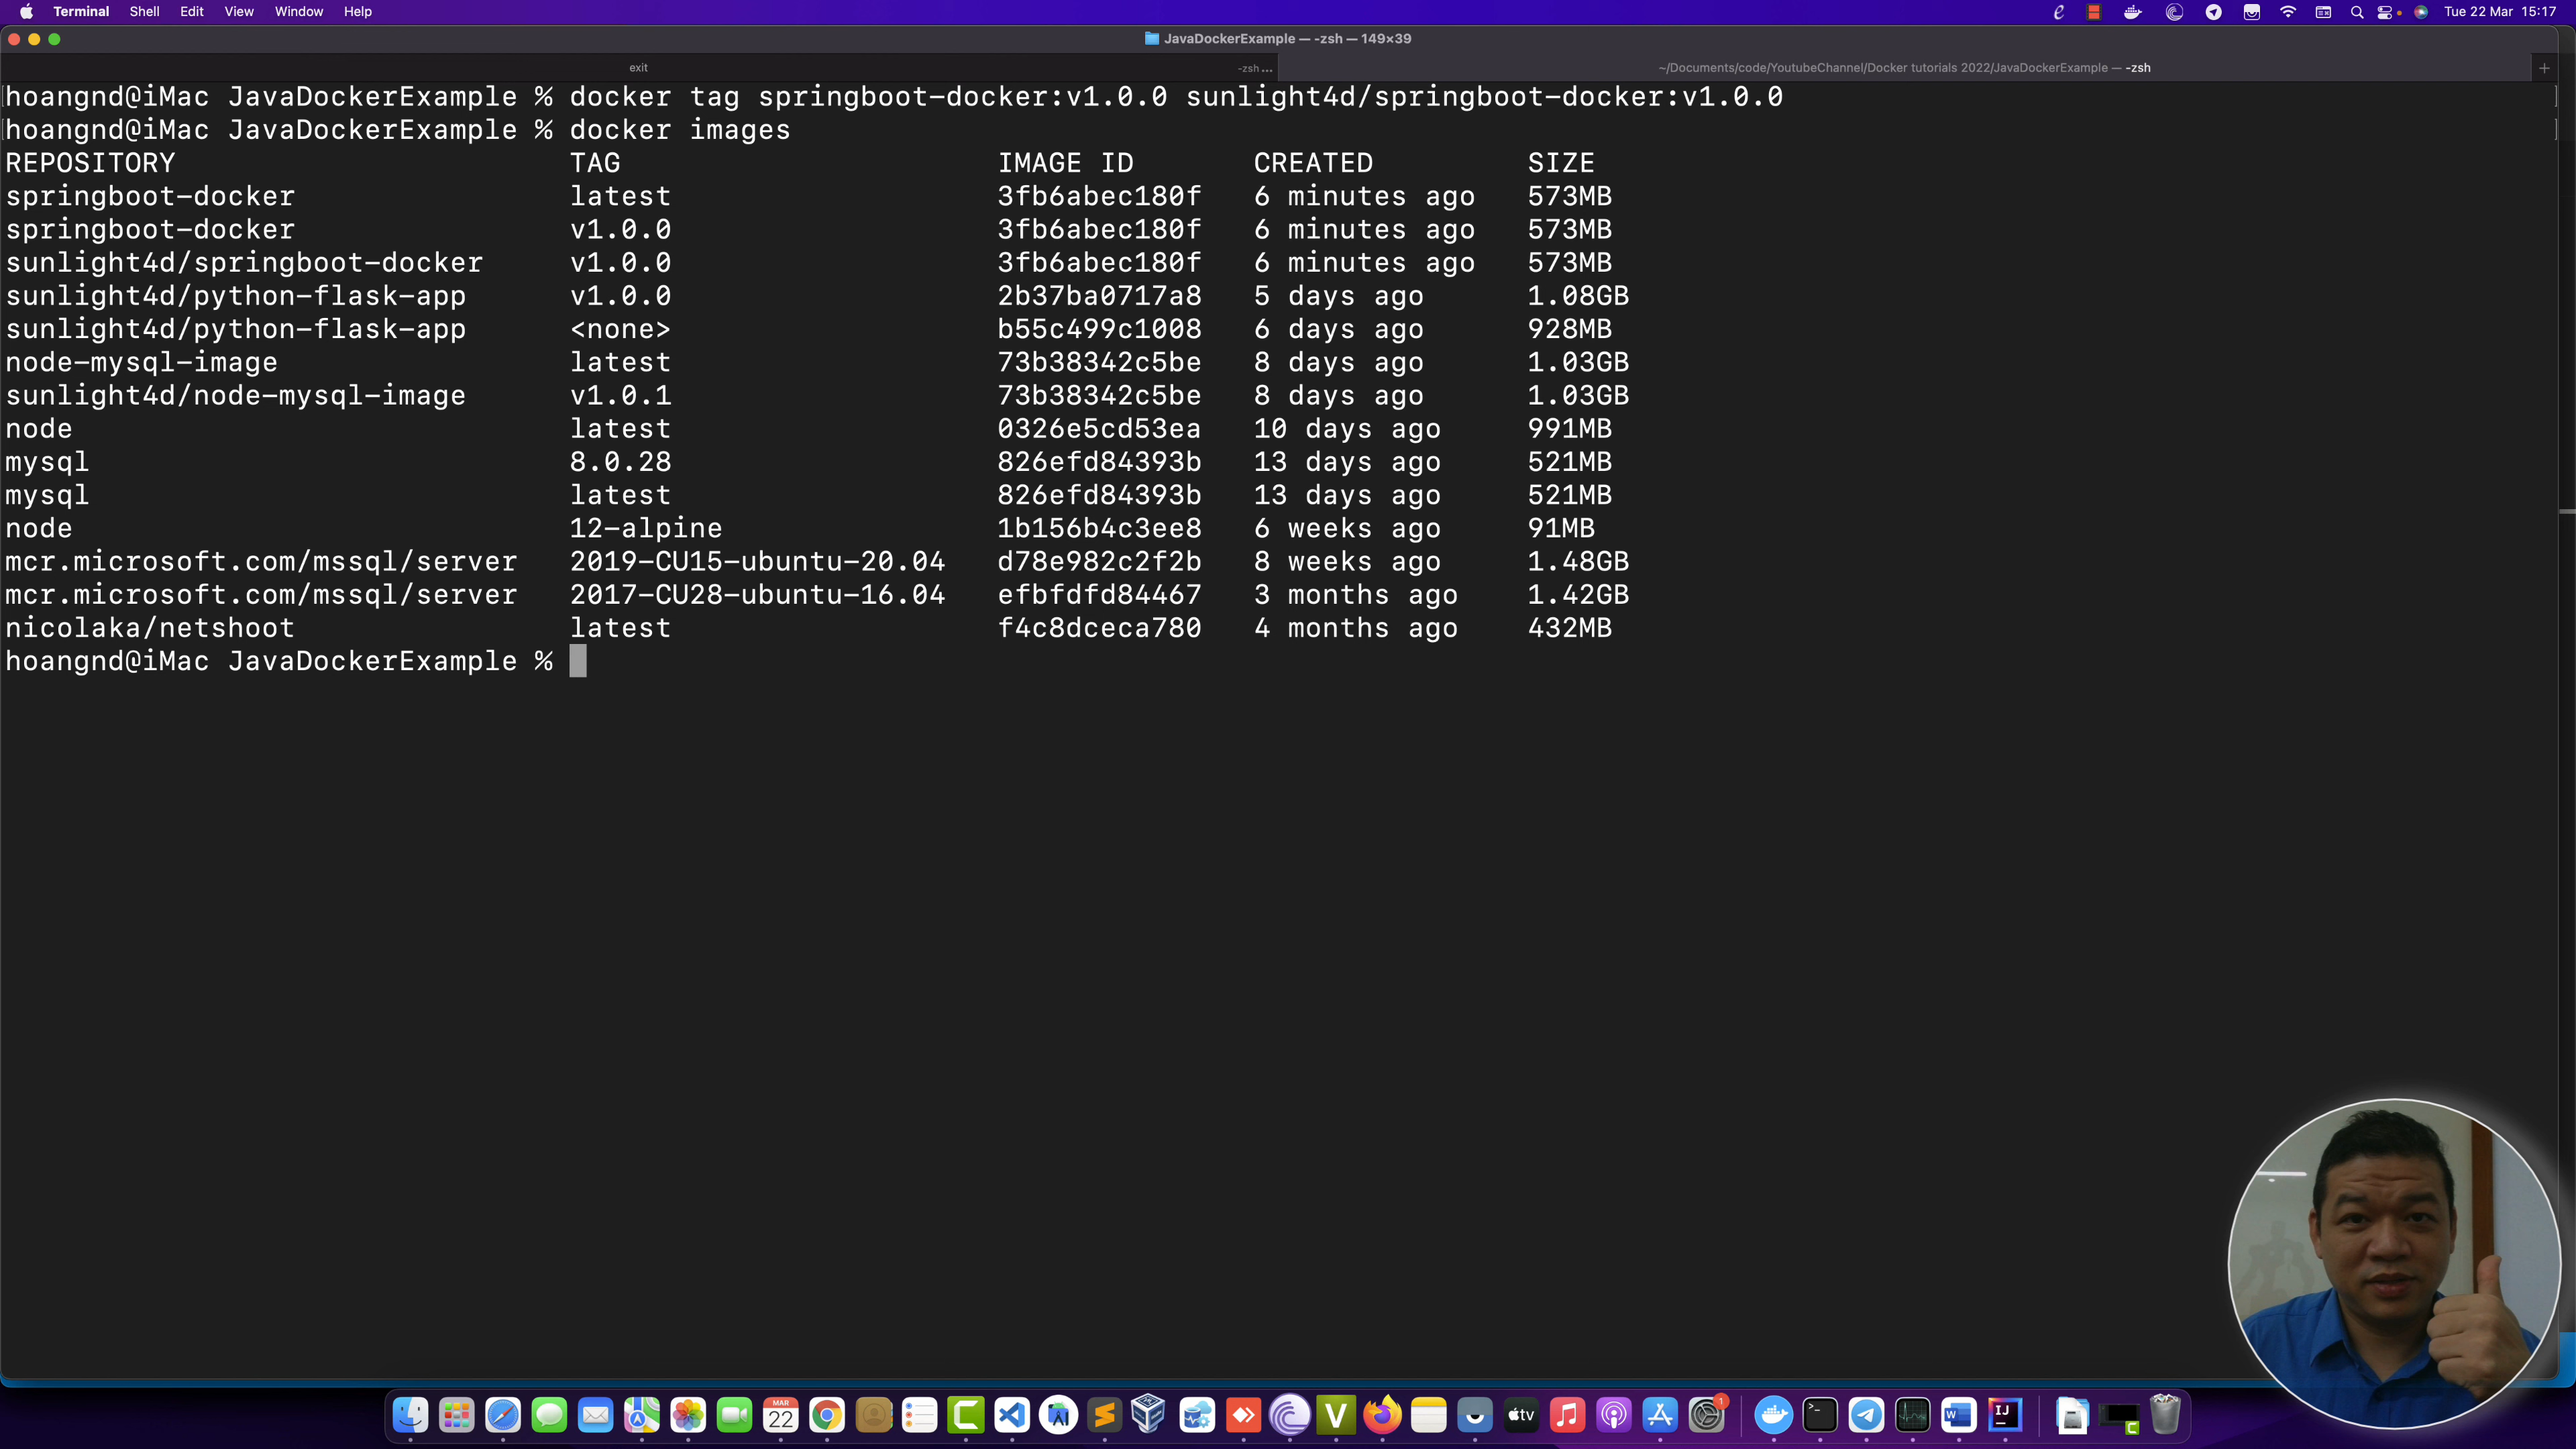 Terminal Shell Edit View Window Help Tue 22 Mar 15:17
JavaDockerExample — -zsh — 149×39
exit -zsh ... ~/Documents/code/YoutubeChannel/Docker tutorials 2022/JavaDockerExample — -zsh
hoangnd@iMac JavaDockerExample % docker tag springboot-docker:v1.0.0 sunlight4d/springboot-docker:v1.0.0
hoangnd@iMac JavaDockerExample % docker images
REPOSITORY TAG IMAGE ID CREATED SIZE
springboot-docker latest 3fb6abec180f 6 minutes ago 573MB
springboot-docker v1.0.0 3fb6abec180f 6 minutes ago 573MB
sunlight4d/springboot-docker v1.0.0 3fb6abec180f 6 minutes ago 573MB
sunlight4d/python-flask-app v1.0.0 2b37ba0717a8 5 days ago 1.08GB
sunlight4d/python-flask-app <none> b55c499c1008 6 days ago 928MB
node-mysql-image latest 73b38342c5be 8 days ago 1.03GB
sunlight4d/node-mysql-image v1.0.1 73b38342c5be 8 days ago 1.03GB
node latest 0326e5cd53ea 10 days ago 991MB
mysql 8.0.28 826efd84393b 13 days ago 521MB
mysql latest 826efd84393b 13 days ago 521MB
node 12-alpine 1b156b4c3ee8 6 weeks ago 91MB
mcr.microsoft.com/mssql/server 2019-CU15-ubuntu-20.04 d78e982c2f2b 8 weeks ago 1.48GB
mcr.microsoft.com/mssql/server 2017-CU28-ubuntu-16.04 efbfdfd84467 3 months ago 1.42GB
nicolaka/netshoot latest f4c8dceca780 4 months ago 432MB
hoangnd@iMac JavaDockerExample %
MAR
22
tv
1
IJ